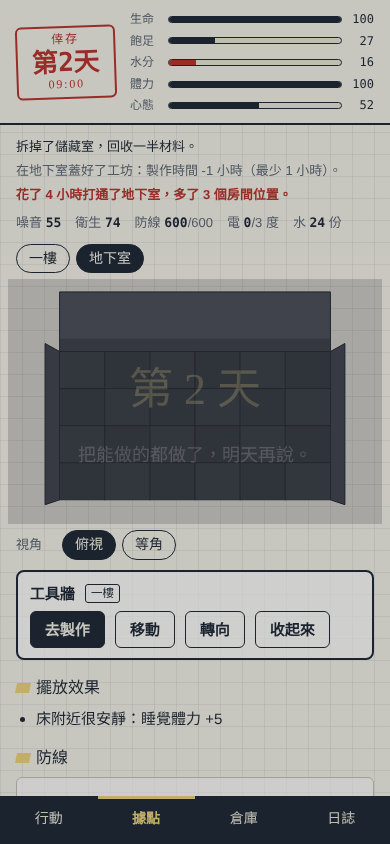 倖存
第2天
09:00
生命 100
飽足 27
水分 16
體力 100
心態 52
拆掉了儲藏室，回收一半材料。
在地下室蓋好了工坊：製作時間 -1 小時（最少 1 小時）。
花了 4 小時打通了地下室，多了 3 個房間位置。
噪音 55 衛生 74 防線 600/600 電 0/3 度 水 24 份
一樓 地下室
第 2 天
把能做的都做了，明天再說。
視角 俯視 等角
工具牆 一樓
去製作 移動 轉向 收起來
擺放效果
• 床附近很安靜：睡覺體力 +5
防線
行動 據點 倉庫 日誌